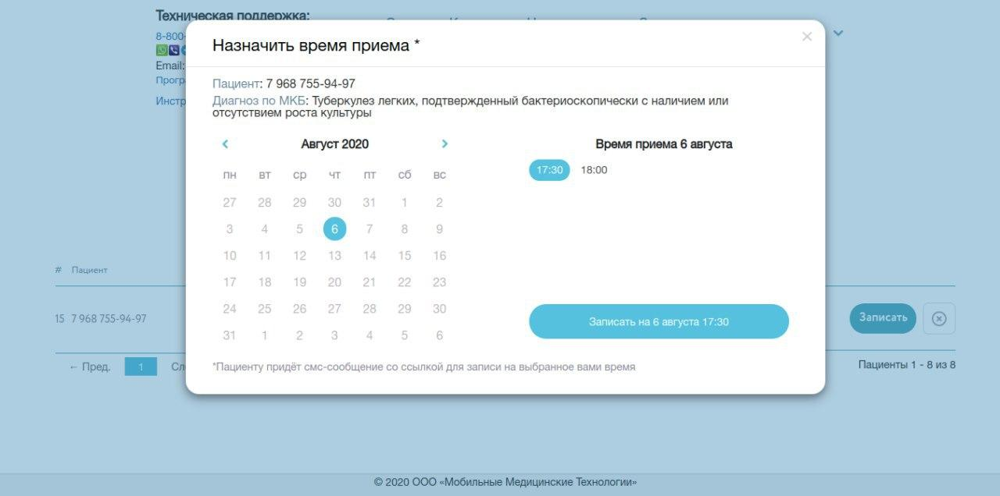 Техническая поддержка:
8-800-
Email:
Прогр
Инстр
Назначить время приема *
Пациент: 7 968 755-94-97
Диагноз по МКБ: Туберкулез легких, подтвержденный бактериоскопически с наличием или
отсутствием роста культуры
Август 2020
пн вт ср чт пт сб вс
27 28 29 30 31 1 2
3 4 5 6 7 8 9
10 11 12 13 14 15 16
17 18 19 20 21 22 23
24 25 26 27 28 29 30
31 1 2 3 4 5 6
Время приема 6 августа
17:30 18:00
Записать на 6 августа 17:30
*Пациенту придёт смс-сообщение со ссылкой для записи на выбранное вами время
# Пациент
15 7 968 755-94-97
Записать
← Пред. 1 Сл
Пациенты 1 - 8 из 8
© 2020 ООО «Мобильные Медицинские Технологии»